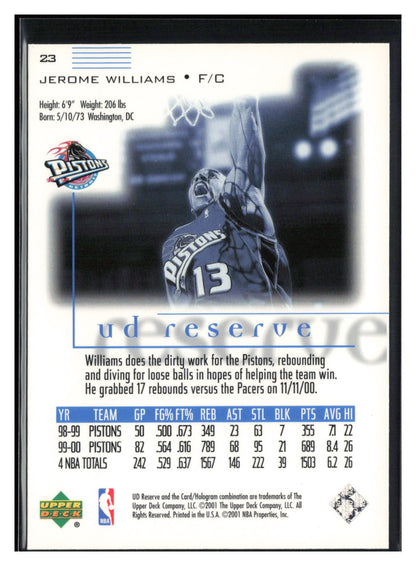 23
JEROME WILLIAMS • F/C
Height: 6'9" Weight: 206 lbs
Born: 5/10/73 Washington, DC
PISTONS
DETROIT
PISTONS
13
ud reserve
reserve
Williams does the dirty work for the Pistons, rebounding
and diving for loose balls in hopes of helping the team win.
He grabbed 17 rebounds versus the Pacers on 11/11/00.
YR TEAM GP FG% FT% REB AST STL BLK PTS AVG HI
98-99 PISTONS 50 .500 .673 349 23 63 7 355 7.1 22
99-00 PISTONS 82 .564 .616 789 68 95 21 689 8.4 26
4 NBA TOTALS 242 .529 .637 1567 146 222 39 1503 6.2 26
UPPER DECK ®
NBA
UD Reserve and the Card/Hologram combination are trademarks of The
Upper Deck Company, LLC. ©2001 The Upper Deck Company, LLC. All
Rights Reserved. Printed in the U.S.A. ©2001 NBA Properties, Inc.